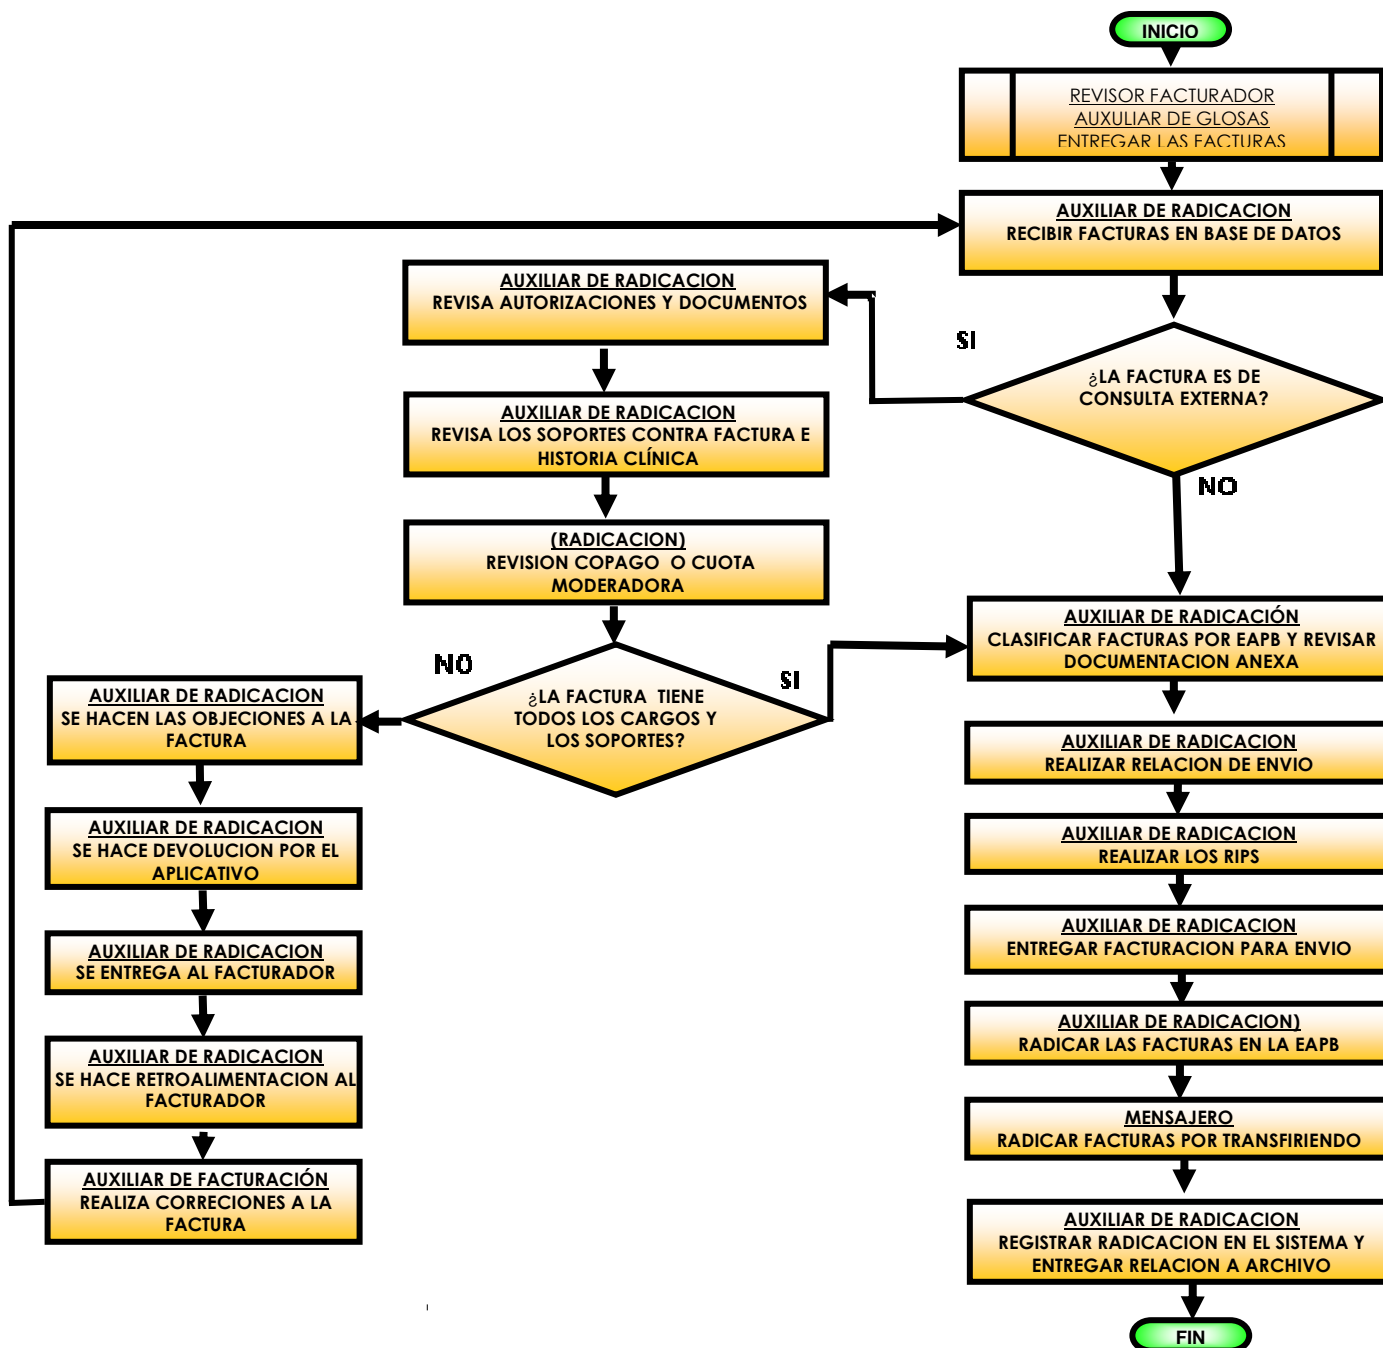 INICIO
REVISOR FACTURADOR
AUXULIAR DE GLOSAS
ENTREGAR LAS FACTURAS
AUXILIAR DE RADICACION
RECIBIR FACTURAS EN BASE DE DATOS
AUXILIAR DE RADICACION
REVISA AUTORIZACIONES Y DOCUMENTOS
SI
¿LA FACTURA ES DE
CONSULTA EXTERNA?
NO
AUXILIAR DE RADICACION
REVISA LOS SOPORTES CONTRA FACTURA E
HISTORIA CLÍNICA
(RADICACION)
REVISION COPAGO O CUOTA
MODERADORA
NO
¿LA FACTURA TIENE
TODOS LOS CARGOS Y
LOS SOPORTES?
SI
AUXILIAR DE RADICACION
SE HACEN LAS OBJECIONES A LA
FACTURA
AUXILIAR DE RADICACION
SE HACE DEVOLUCION POR EL
APLICATIVO
AUXILIAR DE RADICACION
SE ENTREGA AL FACTURADOR
AUXILIAR DE RADICACION
SE HACE RETROALIMENTACION AL
FACTURADOR
AUXILIAR DE FACTURACIÓN
REALIZA CORRECIONES A LA
FACTURA
AUXILIAR DE RADICACIÓN
CLASIFICAR FACTURAS POR EAPB Y REVISAR
DOCUMENTACION ANEXA
AUXILIAR DE RADICACION
REALIZAR RELACION DE ENVIO
AUXILIAR DE RADICACION
REALIZAR LOS RIPS
AUXILIAR DE RADICACION
ENTREGAR FACTURACION PARA ENVIO
AUXILIAR DE RADICACION)
RADICAR LAS FACTURAS EN LA EAPB
MENSAJERO
RADICAR FACTURAS POR TRANSFIRIENDO
AUXILIAR DE RADICACION
REGISTRAR RADICACION EN EL SISTEMA Y
ENTREGAR RELACION A ARCHIVO
FIN